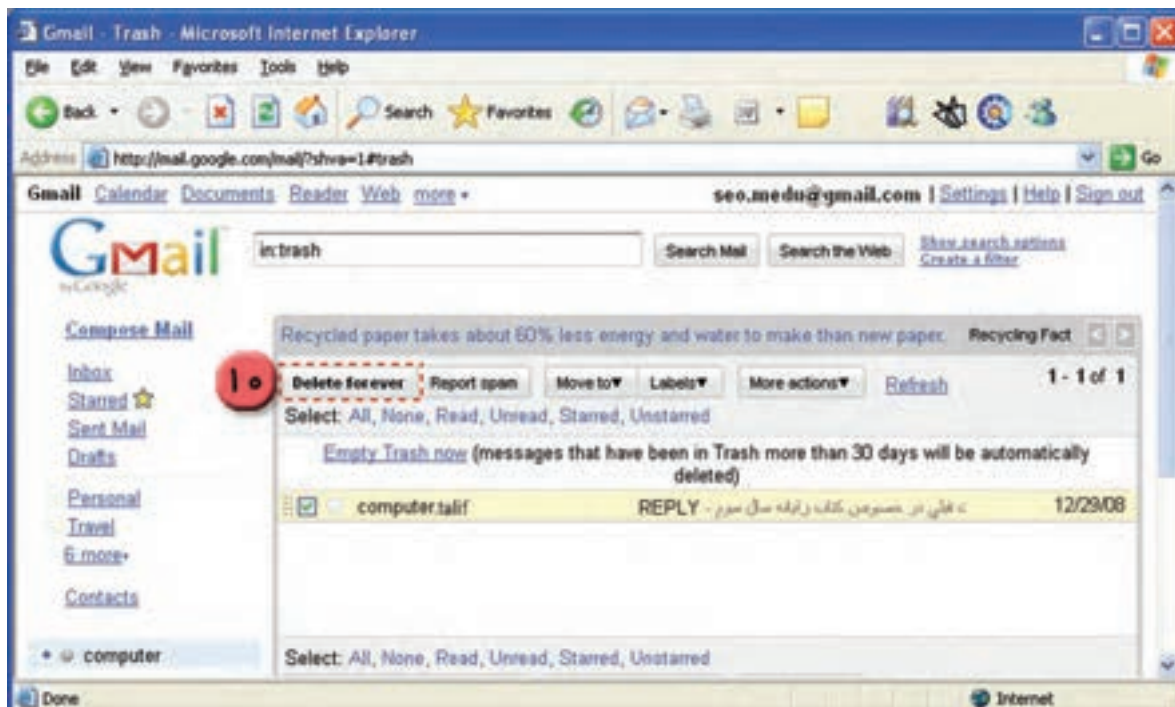 Gmail - Trash - Microsoft Internet Explorer
File Edit View Favorites Tools Help
Back Search Favorites
Address http://mail.google.com/mail/?shva=1#trash Go
Gmail Calendar Documents Reader Web more seo.medu@gmail.com | Settings | Help | Sign out
Gmail by Google in:trash Search Mail Search the Web Show search options
Create a filter
Compose Mail
Recycled paper takes about 60% less energy and water to make than new paper. Recycling Fact
Inbox
Starred
Sent Mail
Drafts
Personal
Travel
6 more
Contacts
computer
۱۰ Delete forever Report spam Move to▼ Labels▼ More actions▼ Refresh 1 - 1 of 1
Select: All, None, Read, Unread, Starred, Unstarred
Empty Trash now (messages that have been in Trash more than 30 days will be automatically
deleted)
computer.talif REPLY - در خصوص کتاب رایانه سال سوم 12/29/08
Select: All, None, Read, Unread, Starred, Unstarred
Done Internet